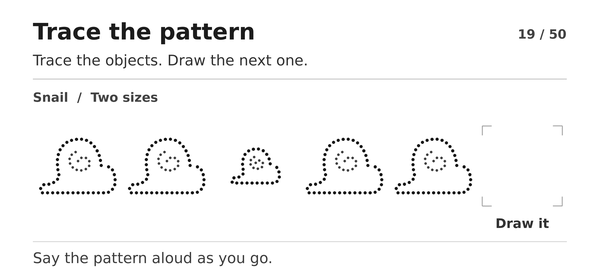 Trace the pattern
19 / 50
Trace the objects. Draw the next one.
Snail / Two sizes
Draw it
Say the pattern aloud as you go.